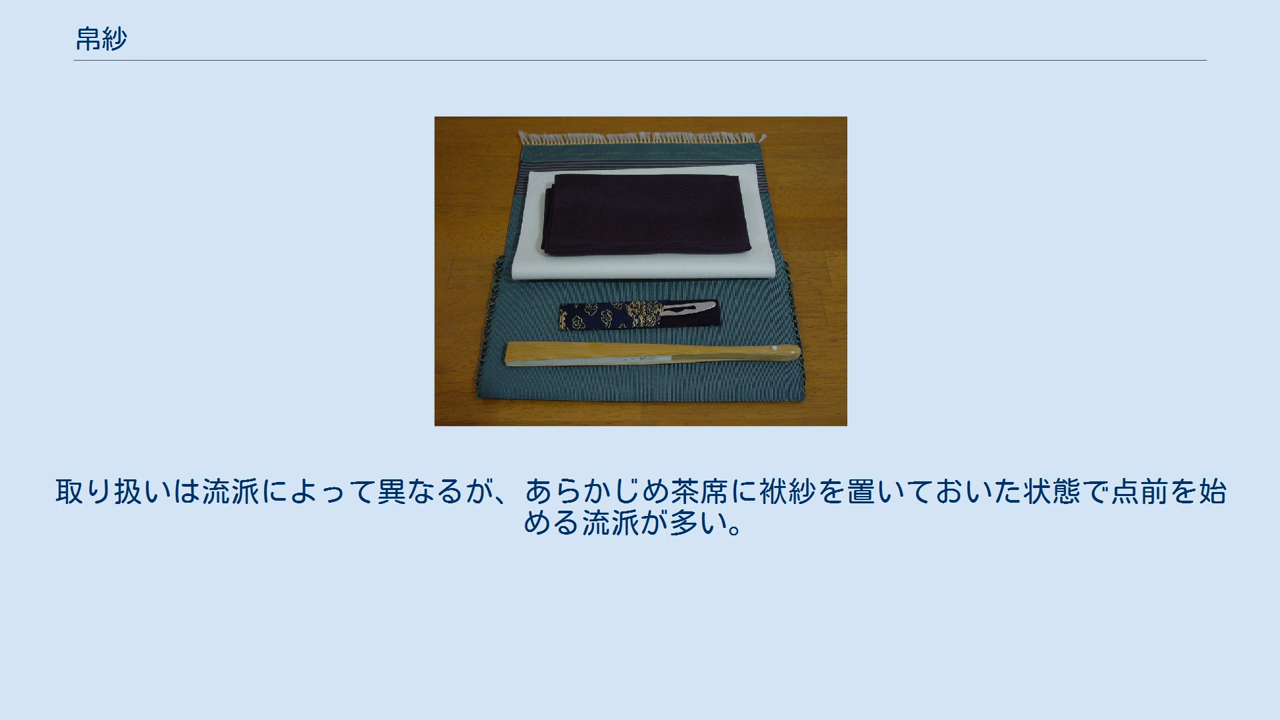 帛紗
取り扱いは流派によって異なるが、あらかじめ茶席に袱紗を置いておいた状態で点前を始
める流派が多い。